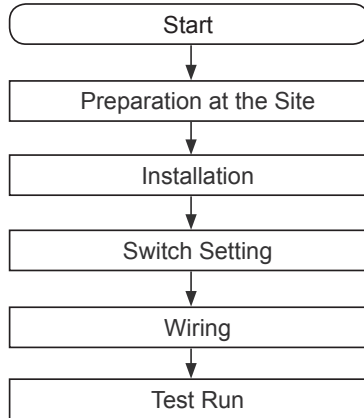 Start
Preparation at the Site
Installation
Switch Setting
Wiring
Test Run